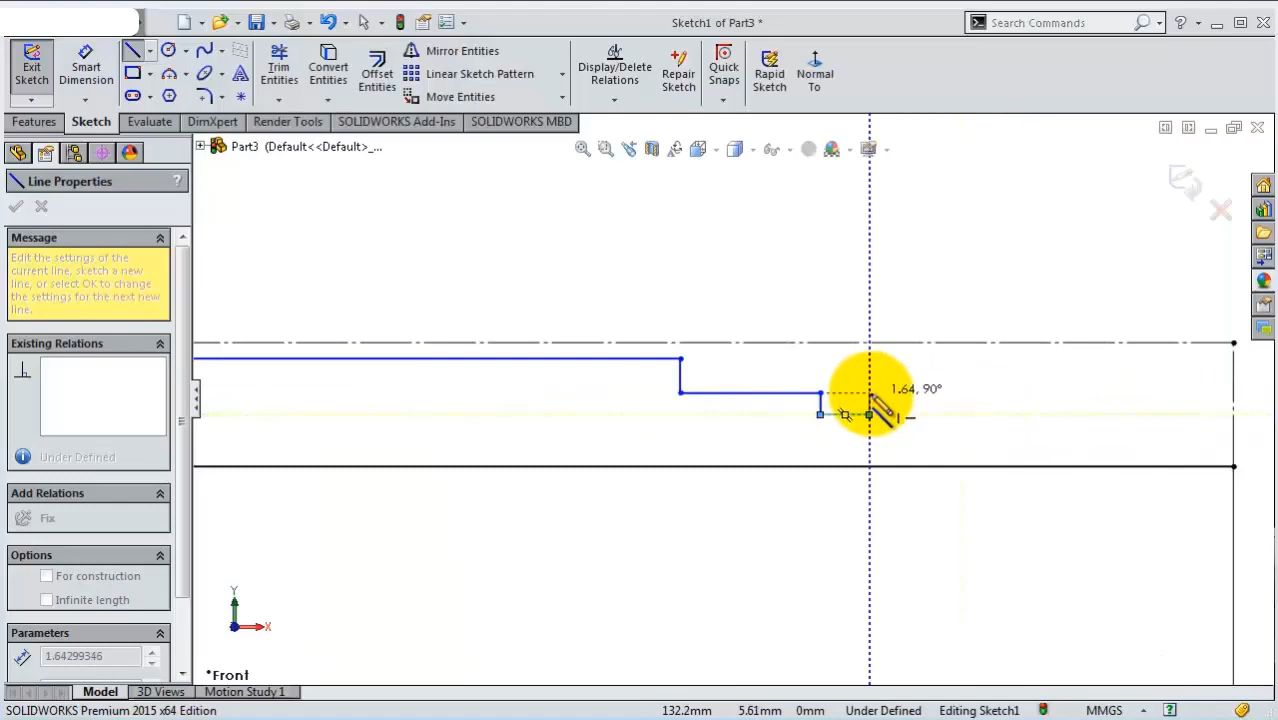 Sketch1 of Part3 *
Search Commands
Exit Sketch
Smart Dimension
Trim Entities
Convert Entities
Offset Entities
Mirror Entities
Linear Sketch Pattern
Move Entities
Display/Delete Relations
Repair Sketch
Quick Snaps
Rapid Sketch
Normal To
Features
Sketch
Evaluate
DimXpert
Render Tools
SOLIDWORKS Add-Ins
SOLIDWORKS MBD
Part3 (Default<<Default>_...
Line Properties
?
Message
Edit the settings of the
current line, sketch a new
line, or select OK to change
the settings for the next new
line.
Existing Relations
Under Defined
Add Relations
Fix
Options
For construction
Infinite length
Parameters
1.64299346
1.64, 90°
Y
X
*Front
Model
3D Views
Motion Study 1
SOLIDWORKS Premium 2015 x64 Edition
132.2mm
5.61mm
0mm
Under Defined
Editing Sketch1
MMGS